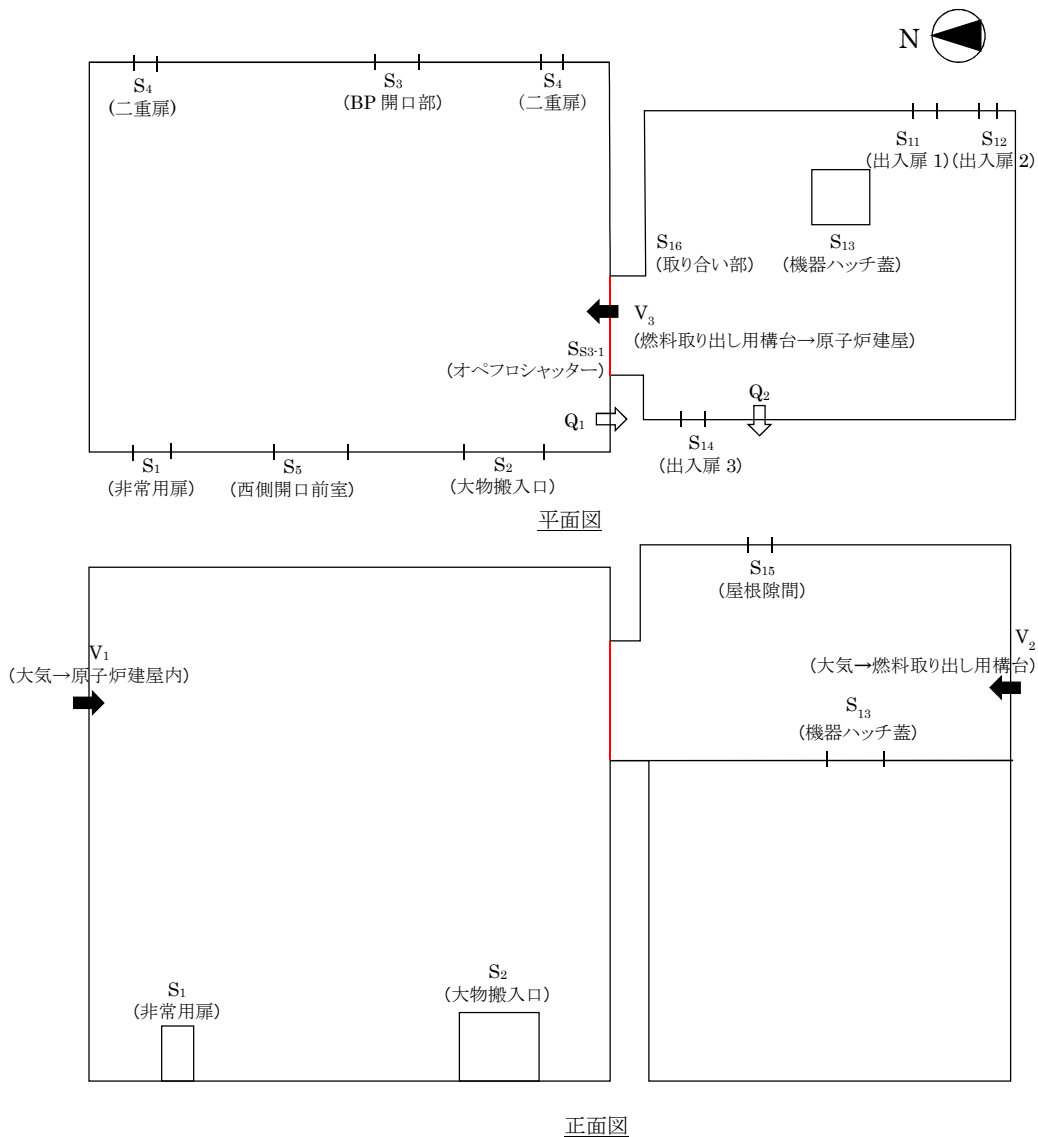 N
S4
(二重扉)
S3
(BP 開口部)
S4
(二重扉)
S11
(出入扉 1)
S12
(出入扉 2)
S16
(取り合い部)
S13
(機器ハッチ蓋)
V3
(燃料取り出し用構台→原子炉建屋)
SS3-1
(オペフロシャッター)
Q1
Q2
S14
(出入扉 3)
S1
(非常用扉)
S5
(西側開口前室)
S2
(大物搬入口)
平面図
S15
(屋根隙間)
V1
(大気→原子炉建屋内)
V2
(大気→燃料取り出し用構台)
S13
(機器ハッチ蓋)
S1
(非常用扉)
S2
(大物搬入口)
正面図